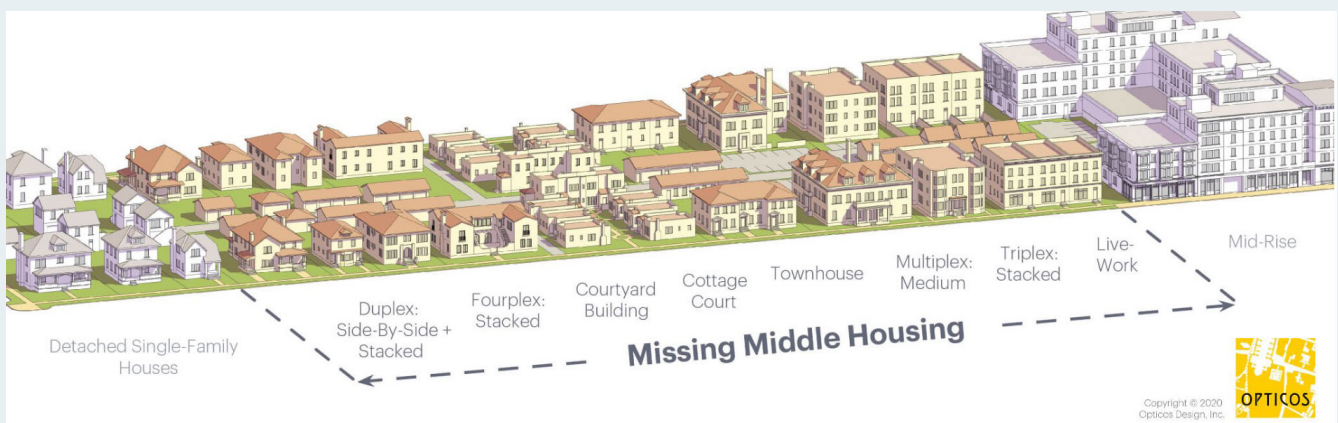 Detached Single-Family
Houses
Duplex:
Side-By-Side +
Stacked
Fourplex:
Stacked
Courtyard
Building
Cottage
Court
Townhouse
Multiplex:
Medium
Triplex:
Stacked
Live-
Work
Mid-Rise
Missing Middle Housing
Copyright © 2020
Opticos Design, Inc.
OPTICOS